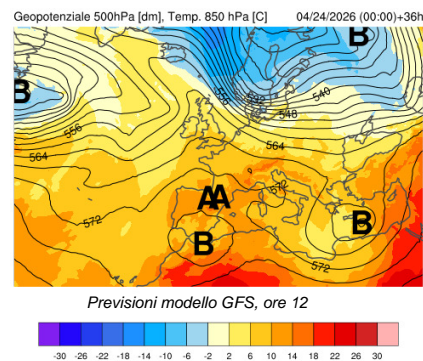 Geopotenziale 500hPa [dm], Temp. 850 hPa [C] 04/24/2026 (00:00)+36h
B
B
556 532 540
548
556
564 564
572
572
AA
B
B
572
Previsioni modello GFS, ore 12
-30 -26 -22 -18 -14 -10 -6 -2 2 6 10 14 18 22 26 30